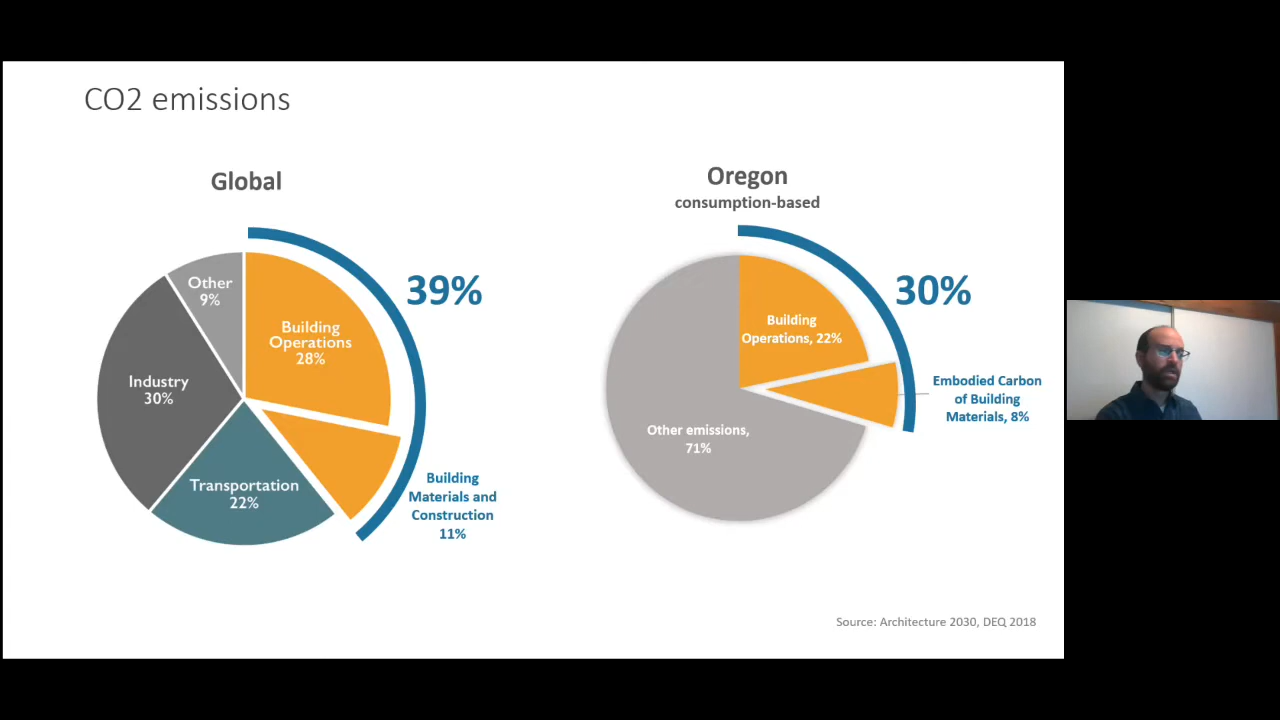 CO2 emissions
Global
Other
9%
Building
Operations
28%
39%
Industry
30%
Transportation
22%
Building
Materials and
Construction
11%
Oregon
consumption-based
30%
Building
Operations, 22%
Embodied Carbon
of Building
Materials, 8%
Other emissions,
71%
Source: Architecture 2030, DEQ 2018